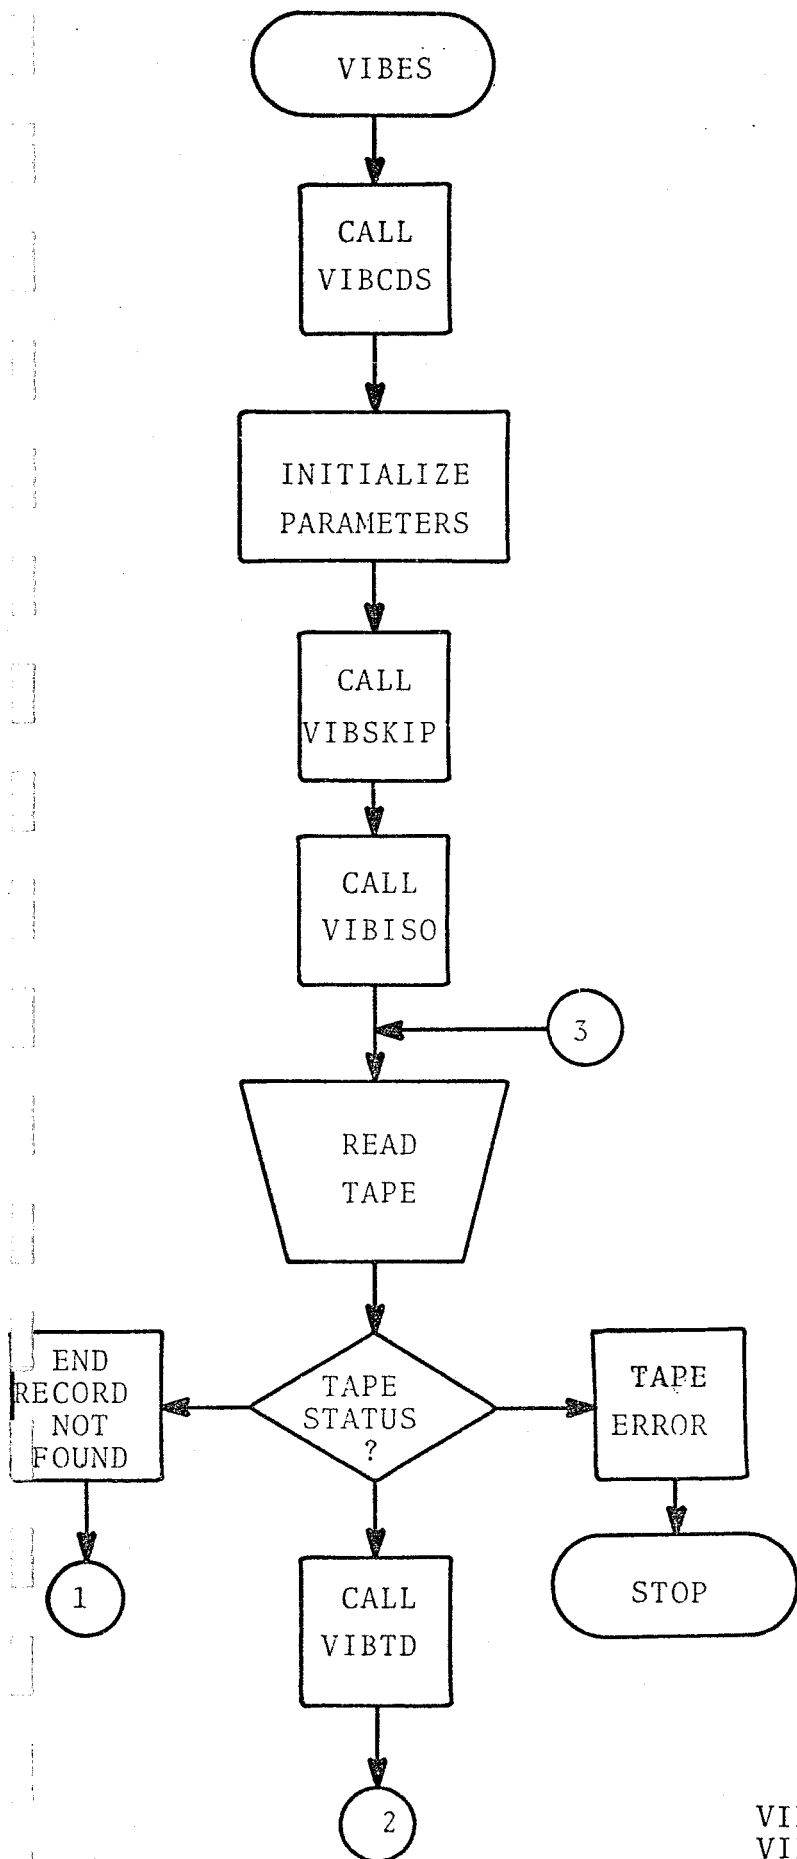 VIBES
CALL
VIBCDS
INITIALIZE
PARAMETERS
CALL
VIBSKIP
CALL
VIBISO
3
READ
TAPE
END
RECORD
NOT
FOUND
TAPE
STATUS
?
TAPE
ERROR
1
CALL
VIBTD
STOP
2